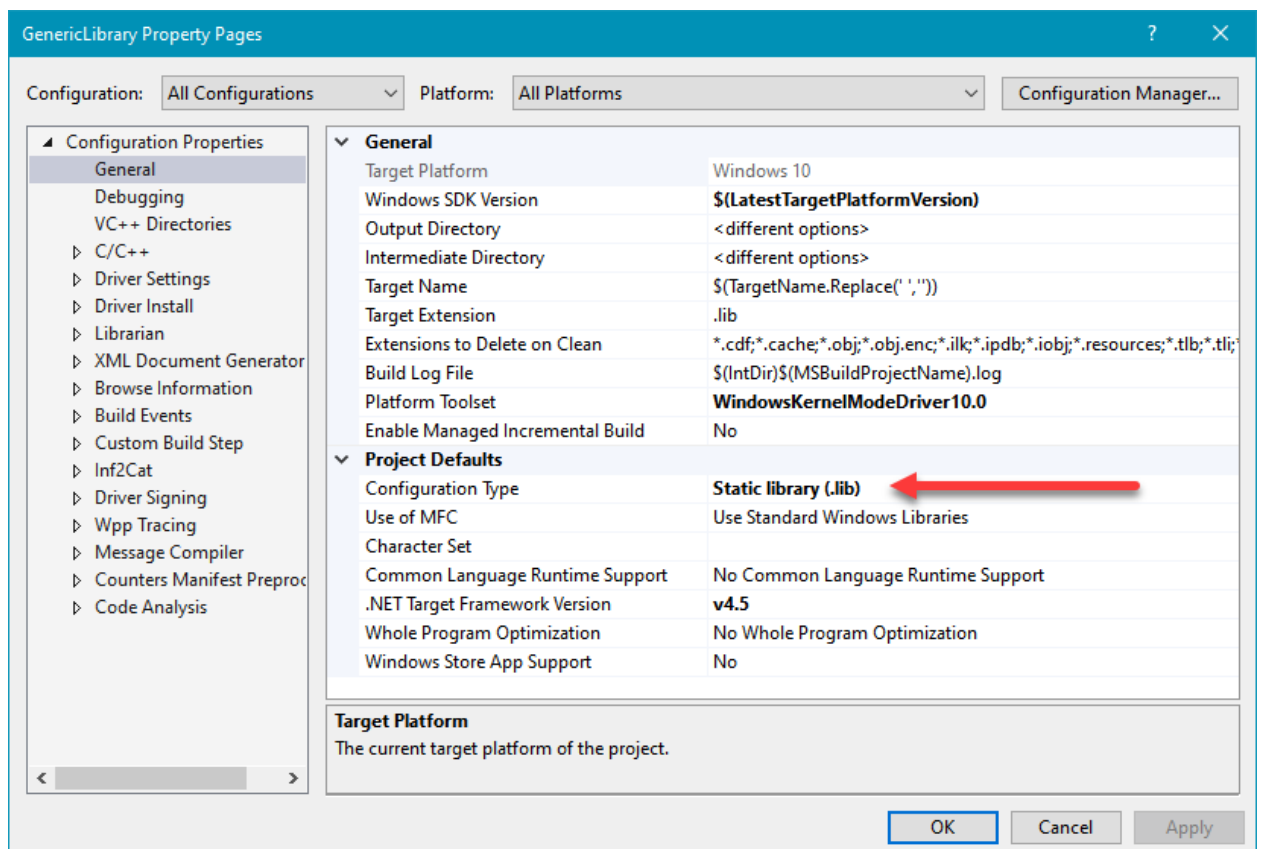 GenericLibrary Property Pages
Configuration: All Configurations Platform: All Platforms Configuration Manager...
Configuration Properties
General
Debugging
VC++ Directories
C/C++
Driver Settings
Driver Install
Librarian
XML Document Generator
Browse Information
Build Events
Custom Build Step
Inf2Cat
Driver Signing
Wpp Tracing
Message Compiler
Counters Manifest Preproc
Code Analysis
General
Target Platform Windows 10
Windows SDK Version $(LatestTargetPlatformVersion)
Output Directory <different options>
Intermediate Directory <different options>
Target Name $(TargetName.Replace(' ',''))
Target Extension .lib
Extensions to Delete on Clean *.cdf;*.cache;*.obj;*.obj.enc;*.ilk;*.ipdb;*.iobj;*.resources;*.tlb;*.tli;*
Build Log File $(IntDir)$(MSBuildProjectName).log
Platform Toolset WindowsKernelModeDriver10.0
Enable Managed Incremental Build No
Project Defaults
Configuration Type Static library (.lib)
Use of MFC Use Standard Windows Libraries
Character Set
Common Language Runtime Support No Common Language Runtime Support
.NET Target Framework Version v4.5
Whole Program Optimization No Whole Program Optimization
Windows Store App Support No
Target Platform
The current target platform of the project.
OK Cancel Apply